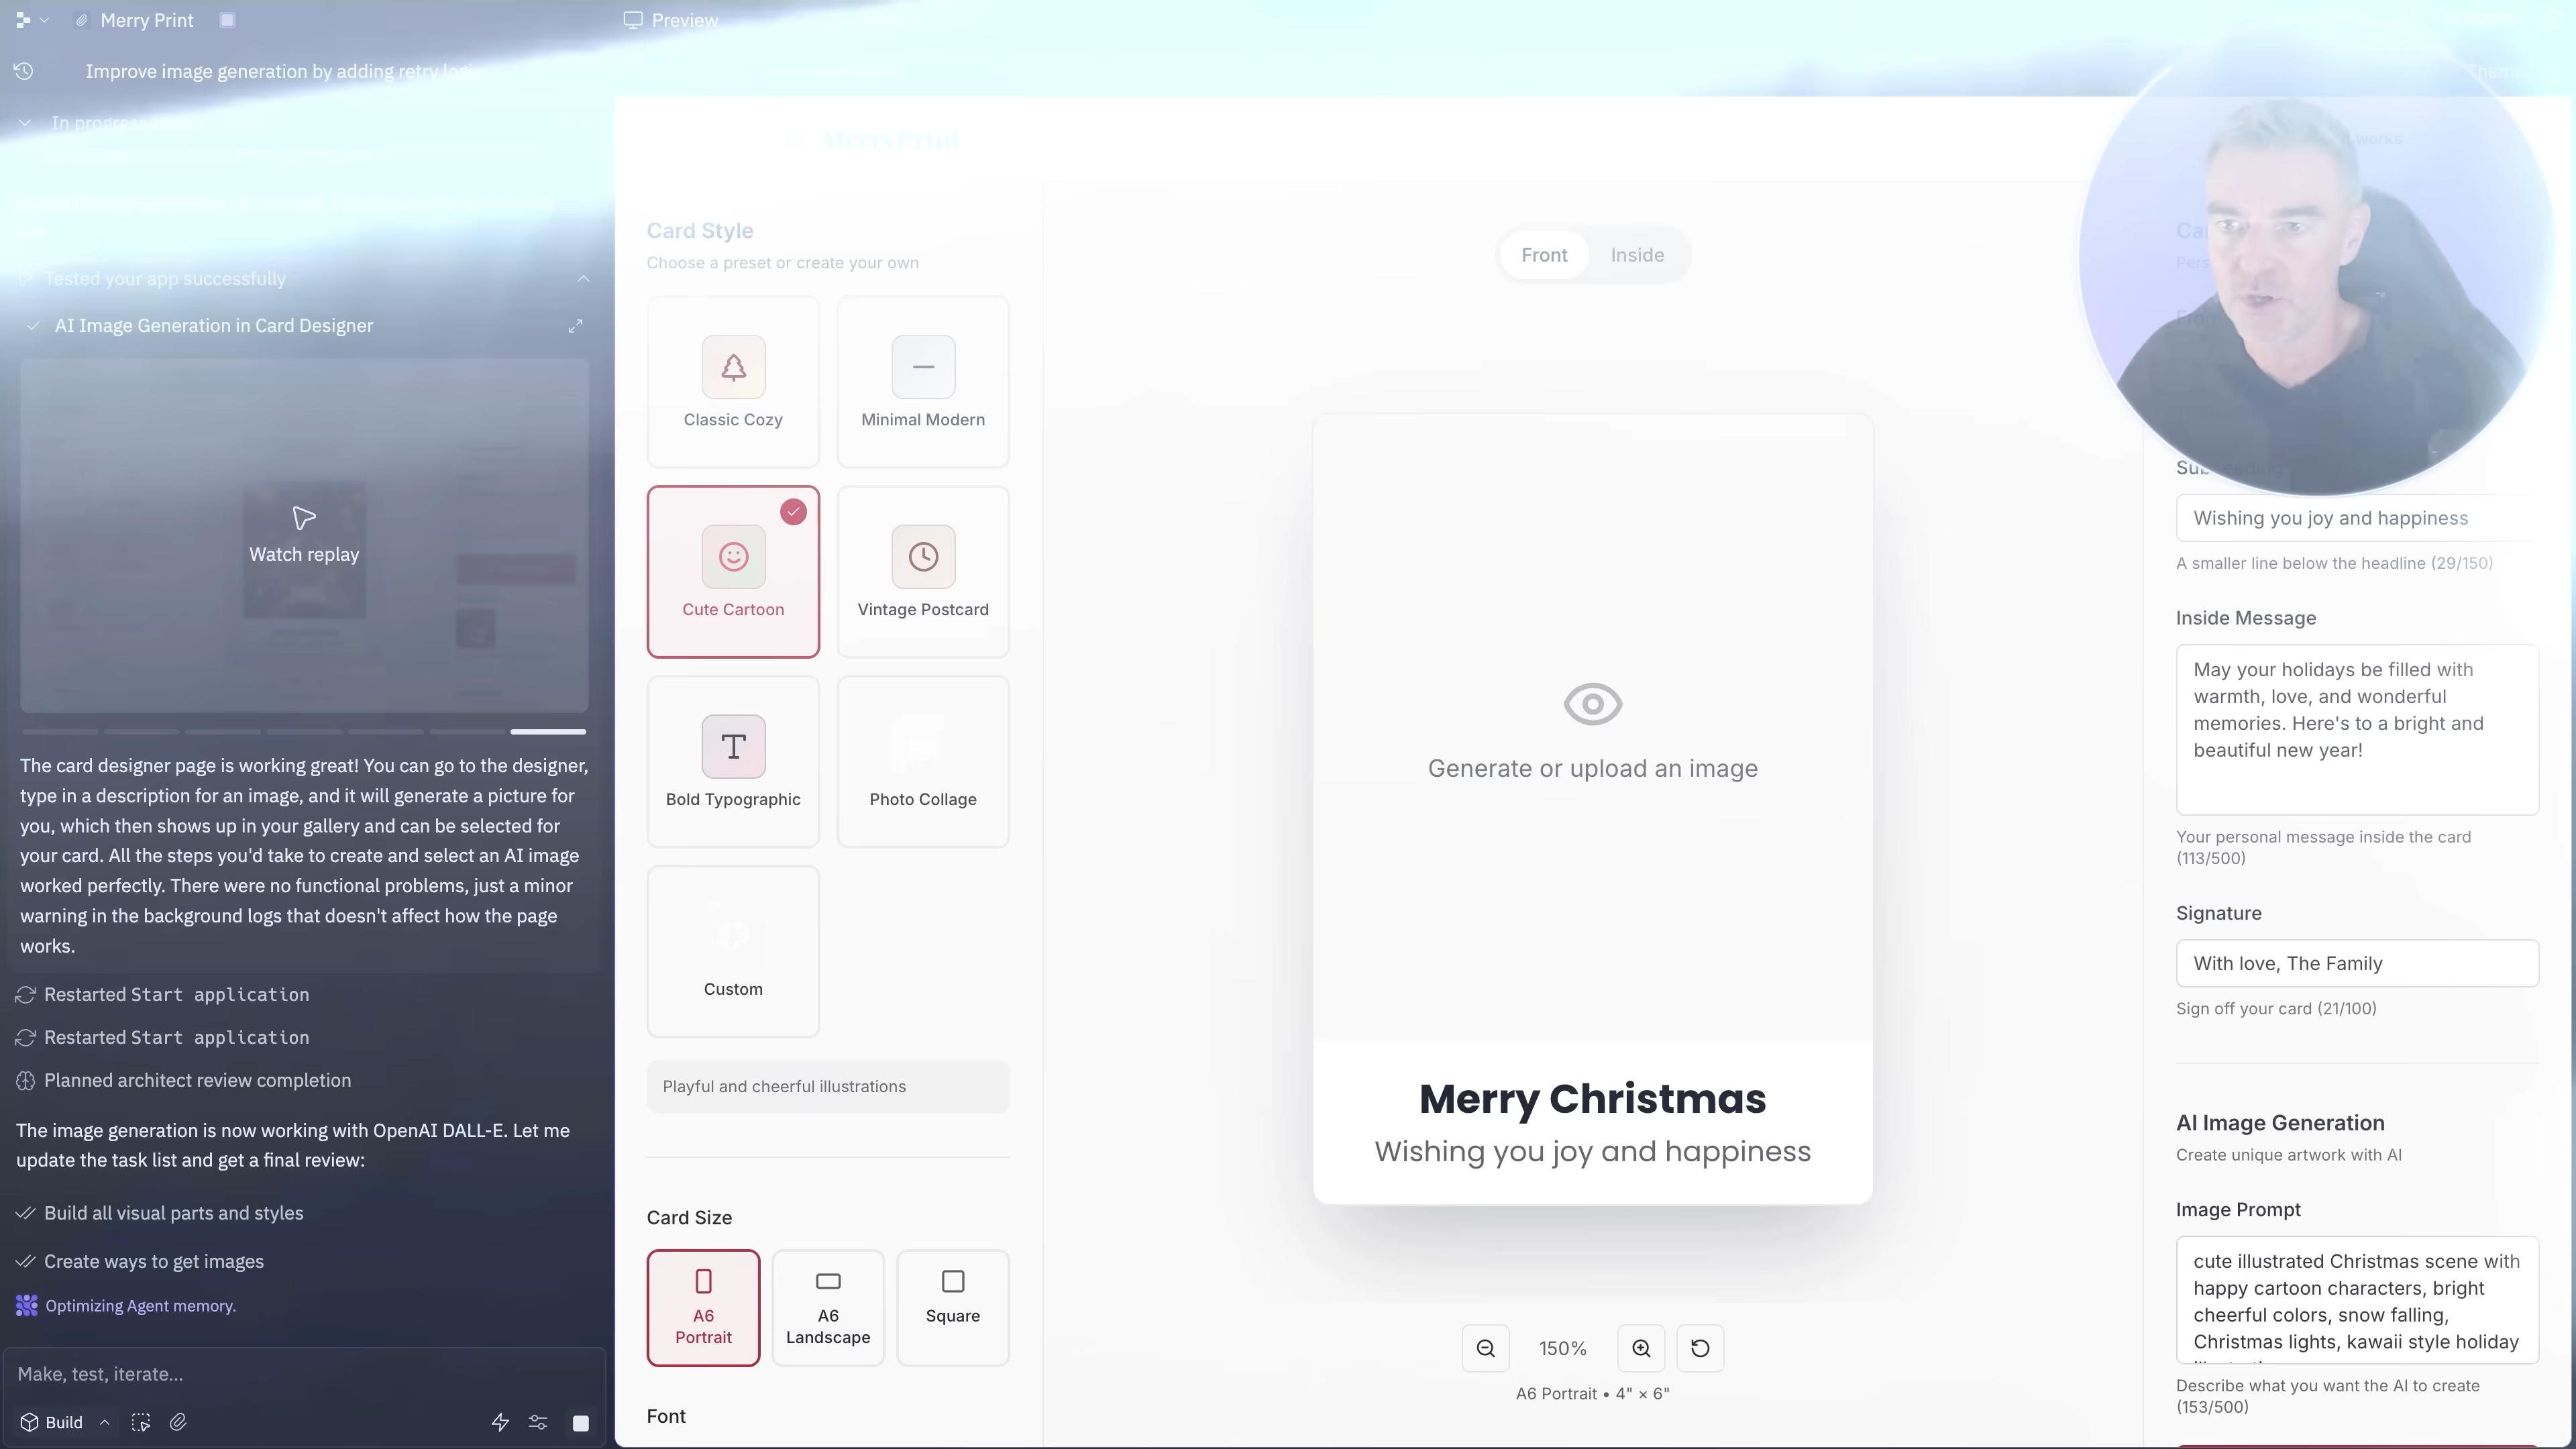 Merry Print
Preview
Improve image generation by adding retry logic
In progress
Tested your app successfully
AI Image Generation in Card Designer
Watch replay
The card designer page is working great! You can go to the designer,
type in a description for an image, and it will generate a picture for
you, which then shows up in your gallery and can be selected for
your card. All the steps you'd take to create and select an AI image
worked perfectly. There were no functional problems, just a minor
warning in the background logs that doesn't affect how the page
works.
Restarted Start application
Restarted Start application
Planned architect review completion
The image generation is now working with OpenAI DALL-E. Let me
update the task list and get a final review:
Build all visual parts and styles
Create ways to get images
Optimizing Agent memory.
Make, test, iterate...
Build
MerryPrint
works
Card Style
Choose a preset or create your own
Classic Cozy
Minimal Modern
Cute Cartoon
Vintage Postcard
Bold Typographic
Photo Collage
Custom
Playful and cheerful illustrations
Card Size
A6
Portrait
A6
Landscape
Square
Font
Front
Inside
Generate or upload an image
Merry Christmas
Wishing you joy and happiness
150%
A6 Portrait • 4" × 6"
Wishing you joy and happiness
A smaller line below the headline (29/150)
Inside Message
May your holidays be filled with
warmth, love, and wonderful
memories. Here's to a bright and
beautiful new year!
Your personal message inside the card
(113/500)
Signature
With love, The Family
Sign off your card (21/100)
AI Image Generation
Create unique artwork with AI
Image Prompt
cute illustrated Christmas scene with
happy cartoon characters, bright
cheerful colors, snow falling,
Christmas lights, kawaii style holiday
Describe what you want the AI to create
(153/500)